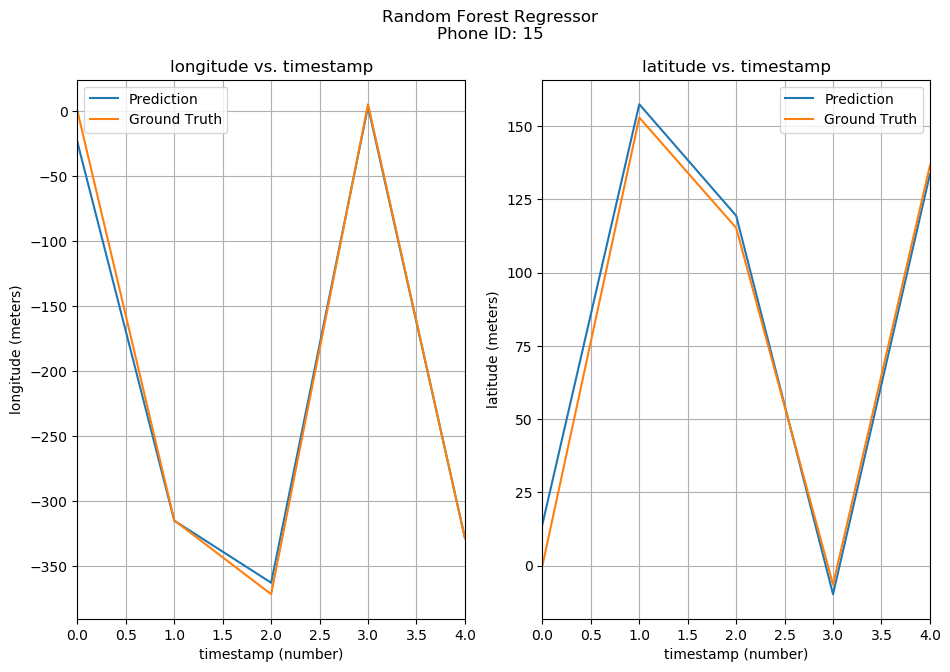 Random Forest Regressor
Phone ID: 15
longitude vs. timestamp
Prediction
Ground Truth
0
−50
−100
−150
−200
−250
−300
−350
longitude (meters)
0.0 0.5 1.0 1.5 2.0 2.5 3.0 3.5 4.0
timestamp (number)
latitude vs. timestamp
Prediction
Ground Truth
150
125
100
75
50
25
0
latitude (meters)
0.0 0.5 1.0 1.5 2.0 2.5 3.0 3.5 4.0
timestamp (number)